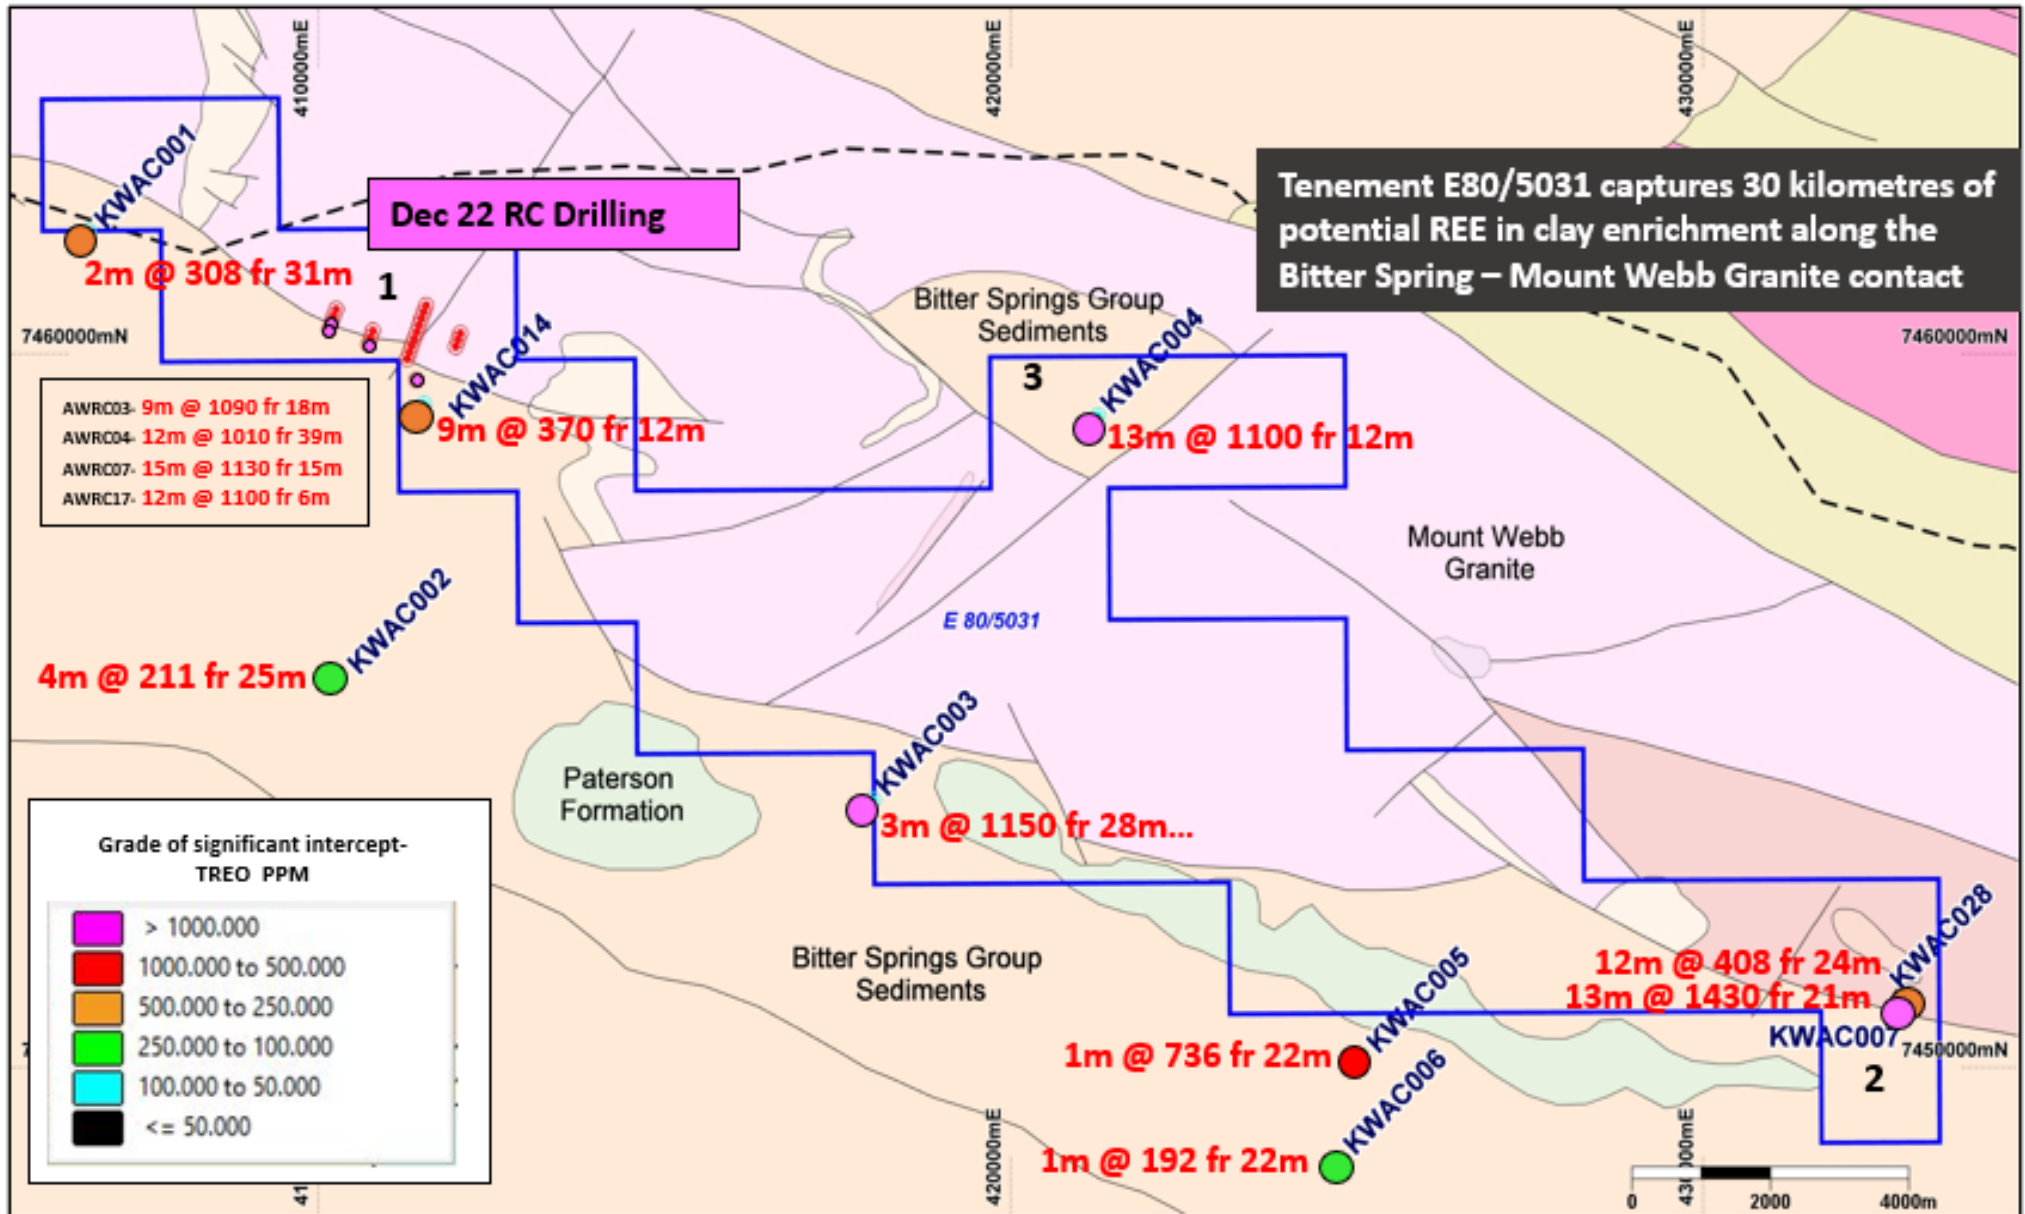 410000mE
420000mE
430000mE
KWAC001
Dec 22 RC Drilling
Tenement E80/5031 captures 30 kilometres of
potential REE in clay enrichment along the
Bitter Spring – Mount Webb Granite contact
2m @ 308 fr 31m
1
Bitter Springs Group
Sediments
7460000mN
7460000mN
KWAC014
KWAC004
3
AWRC03- 9m @ 1090 fr 18m
AWRC04- 12m @ 1010 fr 39m
AWRC07- 15m @ 1130 fr 15m
AWRC17- 12m @ 1100 fr 6m
9m @ 370 fr 12m
13m @ 1100 fr 12m
Mount Webb
Granite
KWAC002
E 80/5031
4m @ 211 fr 25m
KWAC003
Paterson
Formation
3m @ 1150 fr 28m...
Grade of significant intercept-
TREO PPM
> 1000.000
1000.000 to 500.000
500.000 to 250.000
250.000 to 100.000
100.000 to 50.000
<= 50.000
Bitter Springs Group
Sediments
KWAC028
12m @ 408 fr 24m
13m @ 1430 fr 21m
KWAC005
KWAC007
7450000mN
1m @ 736 fr 22m
2
KWAC006
1m @ 192 fr 22m
41
420000mE
0 2000 4000m